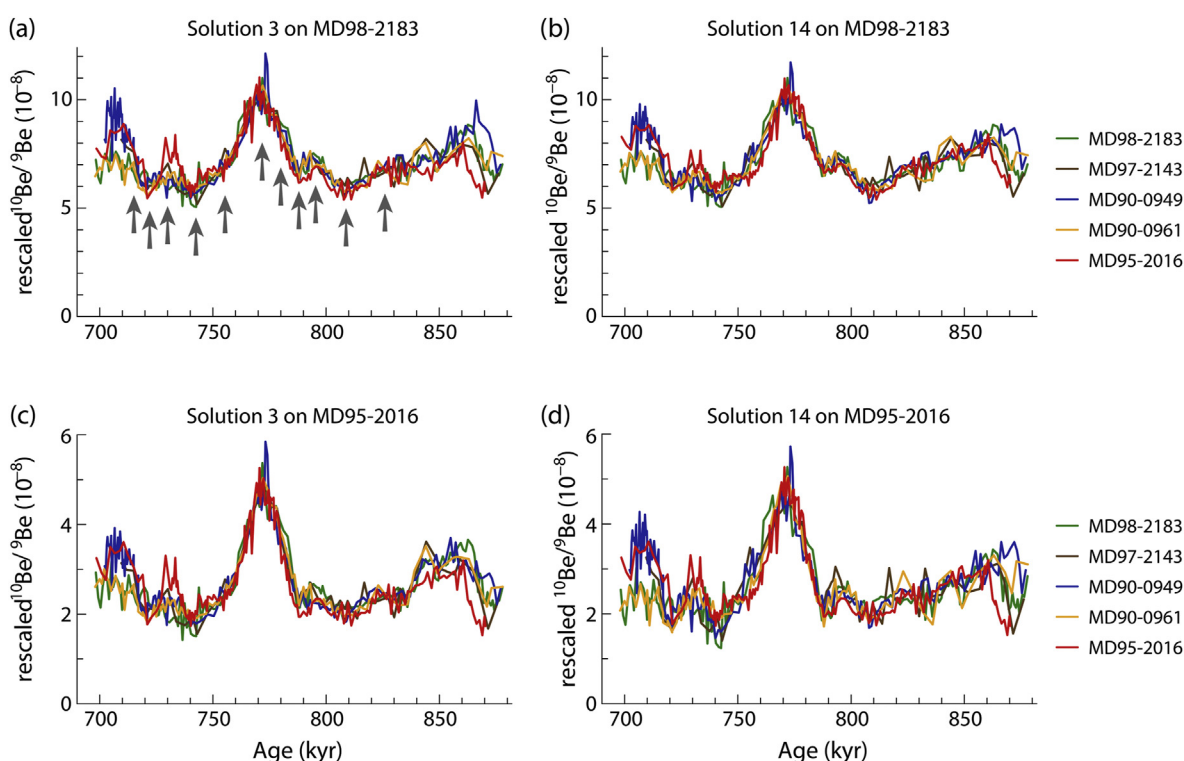 (a)
Solution 3 on MD98-2183
rescaled ¹⁰Be/⁹Be (10⁻⁸)
10
5
0
700
750
800
850
(b)
Solution 14 on MD98-2183
rescaled ¹⁰Be/⁹Be (10⁻⁸)
10
5
0
700
750
800
850
MD98-2183
MD97-2143
MD90-0949
MD90-0961
MD95-2016
(c)
Solution 3 on MD95-2016
rescaled ¹⁰Be/⁹Be (10⁻⁸)
6
4
2
0
700
750
800
850
Age (kyr)
(d)
Solution 14 on MD95-2016
rescaled ¹⁰Be/⁹Be (10⁻⁸)
6
4
2
0
700
750
800
850
Age (kyr)
MD98-2183
MD97-2143
MD90-0949
MD90-0961
MD95-2016